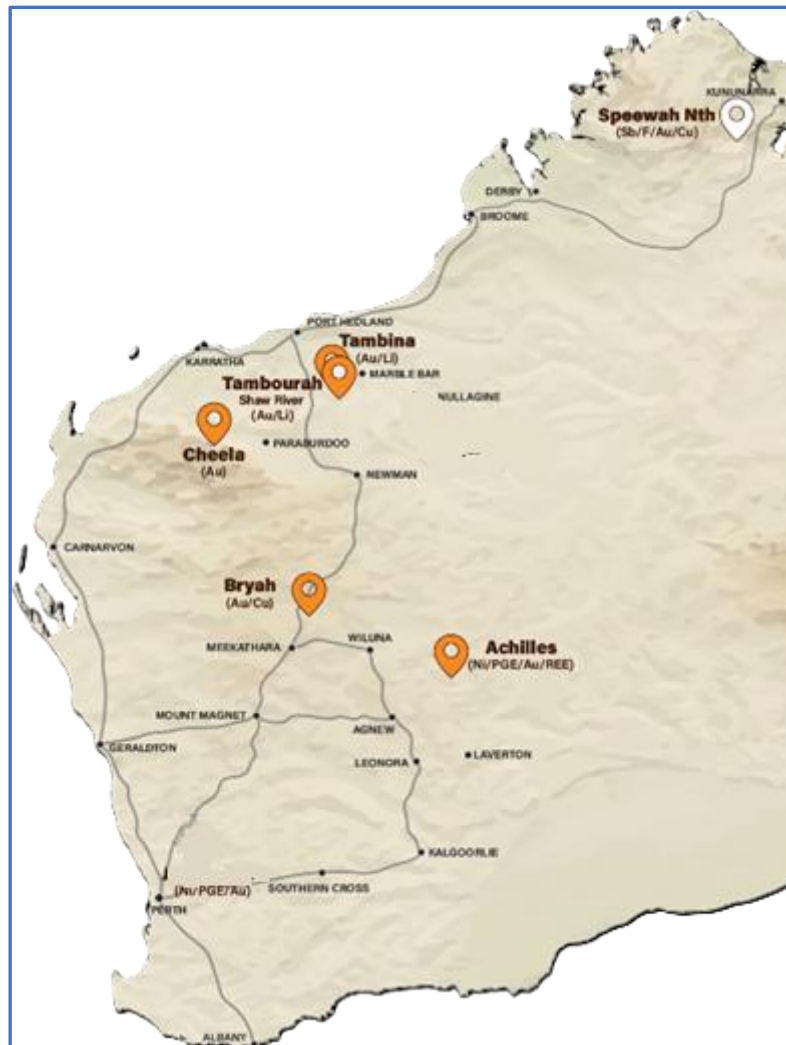 KUNUNARRA
Speewah Nth
(Sb/F/Au/Cu)
DERBY
BROOME
PORT HEDLAND
Tambina
(Au/Li)
KARRATHA
MARBLE BAR
Tambourah
Shaw River
(Au/Li)
NULLAGINE
Cheela
(Au)
PARABURDOO
NEWMAN
CARNARVON
Bryah
(Au/Cu)
MEEKATHARA
WILUNA
Achilles
(Ni/PGE/Au/REE)
MOUNT MAGNET
AGNEW
GERALDTON
LEONORA
LAVERTON
KALGOORLIE
(Ni/PGE/Au)
SOUTHERN CROSS
PERTH
ALBANY